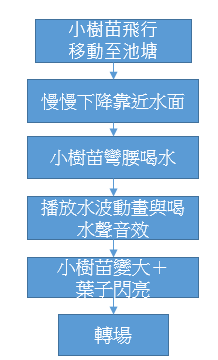 小樹苗飛行
移動至池塘
慢慢下降靠近水面
小樹苗彎腰喝水
播放水波動畫與喝
水聲音效
小樹苗變大＋
葉子閃亮
轉場